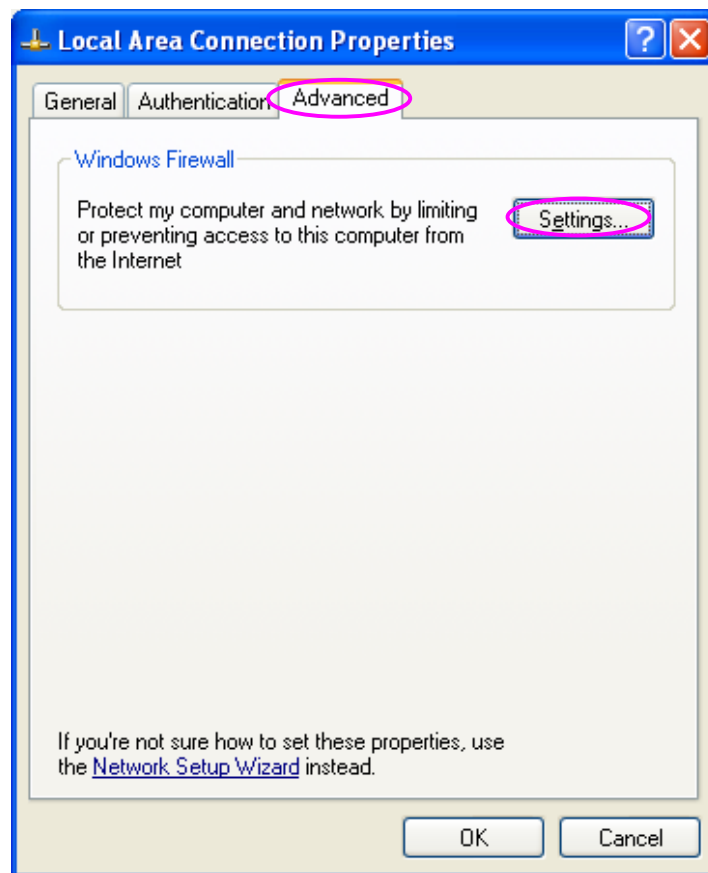 Local Area Connection Properties
General Authentication Advanced
Windows Firewall
Protect my computer and network by limiting
or preventing access to this computer from
the Internet
Settings...
If you're not sure how to set these properties, use
the Network Setup Wizard instead.
OK Cancel